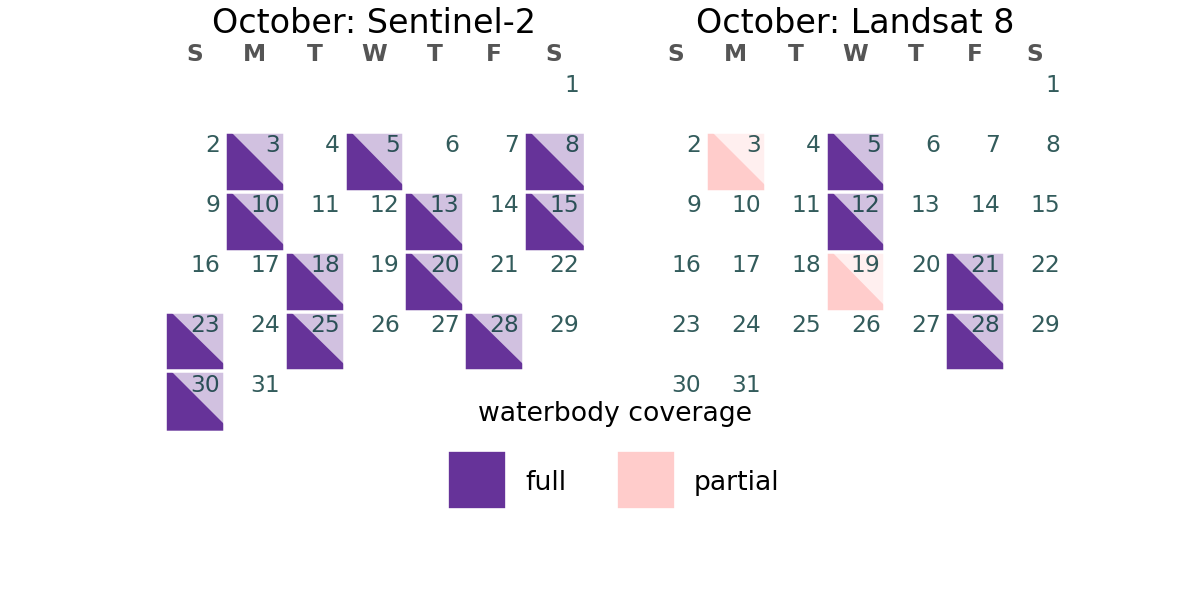 October: Sentinel-2
S M T W T F S
1
2 3 4 5 6 7 8
9 10 11 12 13 14 15
16 17 18 19 20 21 22
23 24 25 26 27 28 29
30 31
October: Landsat 8
S M T W T F S
1
2 3 4 5 6 7 8
9 10 11 12 13 14 15
16 17 18 19 20 21 22
23 24 25 26 27 28 29
30 31
waterbody coverage
full
partial